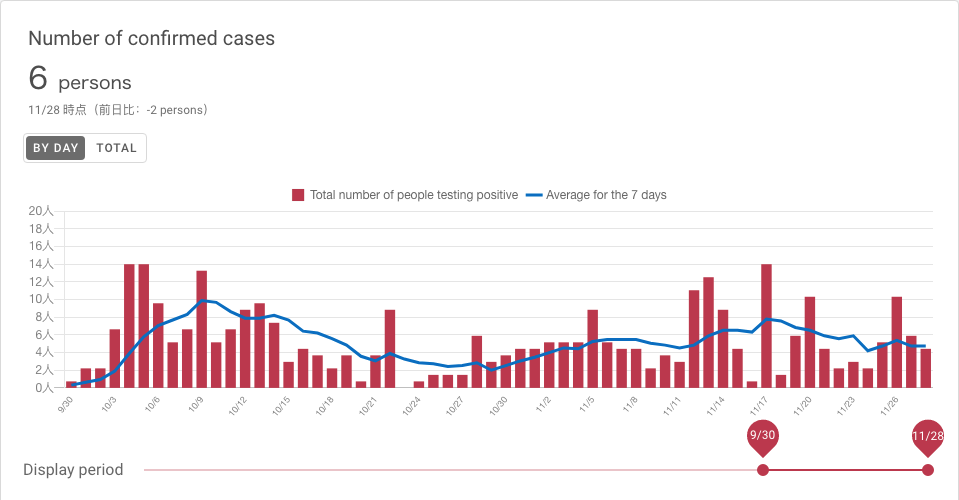 Number of confirmed cases
6 persons
11/28 時点（前日比：-2 persons）
BY DAY TOTAL
Total number of people testing positive Average for the 7 days
20人
18人
16人
14人
12人
10人
8人
6人
4人
2人
0人
9/30 10/3 10/6 10/9 10/12 10/15 10/18 10/21 10/24 10/27 10/30 11/2 11/5 11/8 11/11 11/14 11/17 11/20 11/23 11/26
9/30 11/28
Display period